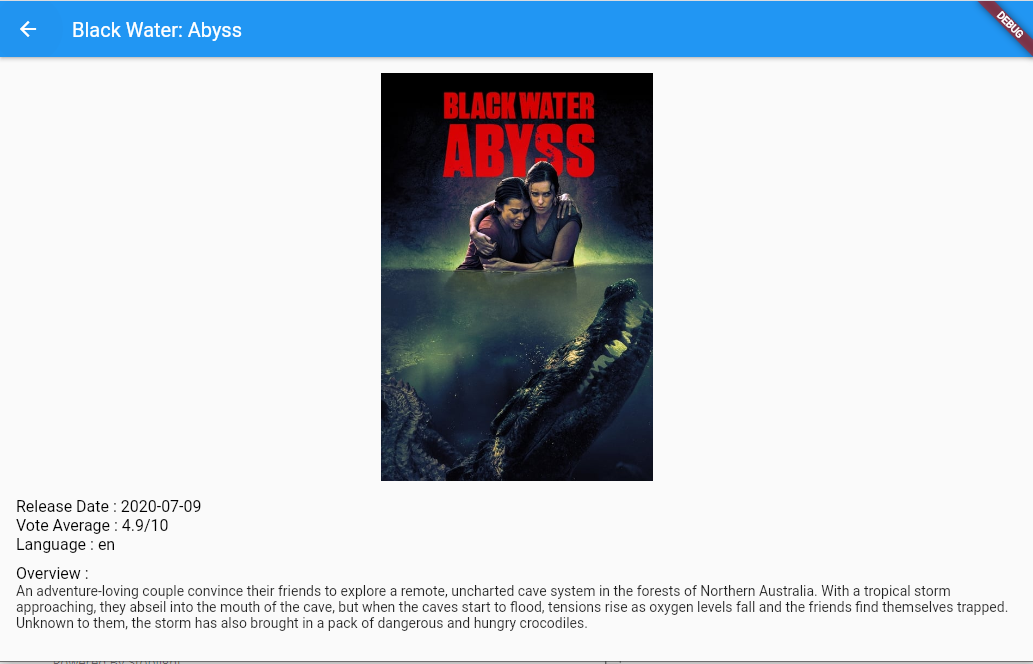 Black Water: Abyss
DEBUG
BLACK WATER
ABYSS
Release Date : 2020-07-09
Vote Average : 4.9/10
Language : en
Overview :
An adventure-loving couple convince their friends to explore a remote, uncharted cave system in the forests of Northern Australia. With a tropical storm
approaching, they abseil into the mouth of the cave, but when the caves start to flood, tensions rise as oxygen levels fall and the friends find themselves trapped.
Unknown to them, the storm has also brought in a pack of dangerous and hungry crocodiles.